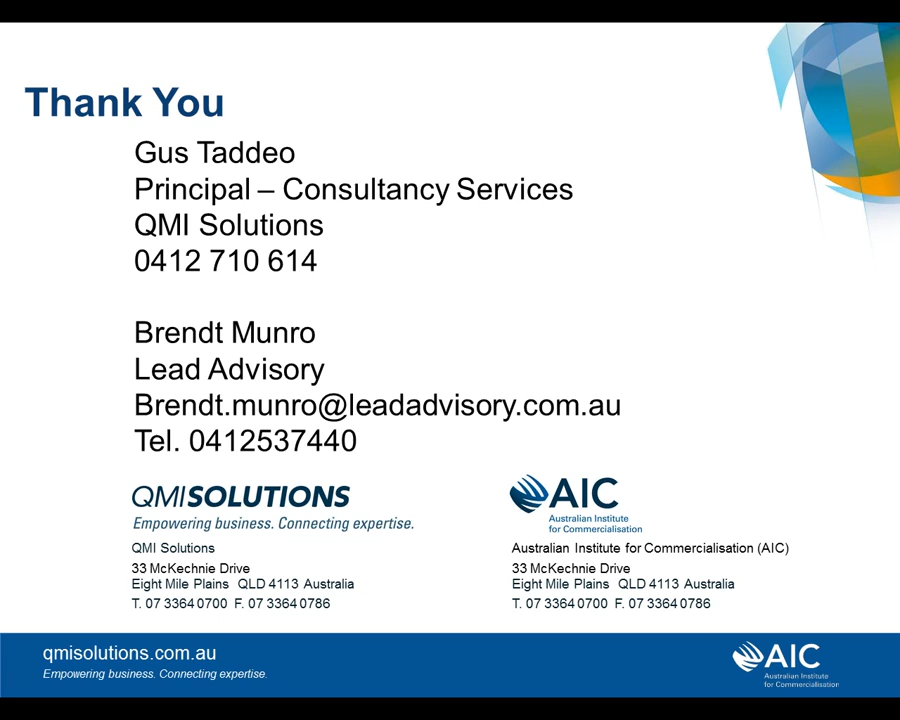 Thank You
Gus Taddeo
Principal – Consultancy Services
QMI Solutions
0412 710 614
Brendt Munro
Lead Advisory
Brendt.munro@leadadvisory.com.au
Tel. 0412537440
QMI SOLUTIONS
Empowering business. Connecting expertise.
QMI Solutions
33 McKechnie Drive
Eight Mile Plains QLD 4113 Australia
T. 07 3364 0700 F. 07 3364 0786
AIC
Australian Institute
for Commercialisation
Australian Institute for Commercialisation (AIC)
33 McKechnie Drive
Eight Mile Plains QLD 4113 Australia
T. 07 3364 0700 F. 07 3364 0786
qmisolutions.com.au
Empowering business. Connecting expertise.
AIC
Australian Institute
for Commercialisation